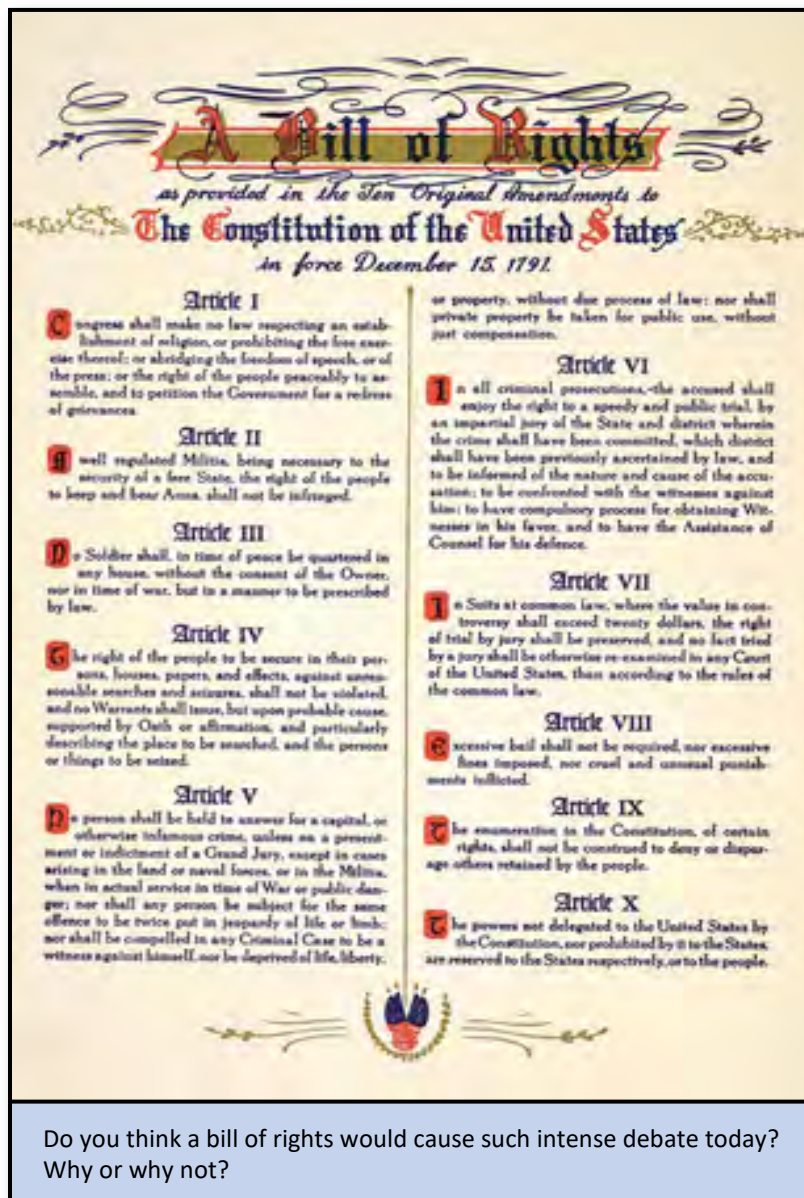 A Bill of Rights
as provided in the Ten Original Amendments to
The Constitution of the United States
in force December 15, 1791.
Article I
Congress shall make no law respecting an estab-
lishment of religion, or prohibiting the free exer-
cise thereof; or abridging the freedom of speech, or of
the press; or the right of the people peaceably to as-
semble, and to petition the Government for a redress
of grievances.
Article II
A well regulated Militia, being necessary to the
security of a free State, the right of the people
to keep and bear Arms, shall not be infringed.
Article III
No Soldier shall, in time of peace be quartered in
any house, without the consent of the Owner,
nor in time of war, but in a manner to be prescribed
by law.
Article IV
The right of the people to be secure in their per-
sons, houses, papers, and effects, against unrea-
sonable searches and seizures, shall not be violated,
and no Warrants shall issue, but upon probable cause,
supported by Oath or affirmation, and particularly
describing the place to be searched, and the persons
or things to be seized.
Article V
No person shall be held to answer for a capital, or
otherwise infamous crime, unless on a present-
ment or indictment of a Grand Jury, except in cases
arising in the land or naval forces, or in the Militia,
when in actual service in time of War or public dan-
ger; nor shall any person be subject for the same
offence to be twice put in jeopardy of life or limb;
nor shall be compelled in any Criminal Case to be a
witness against himself, nor be deprived of life, liberty,
or property, without due process of law; nor shall
private property be taken for public use, without
just compensation.
Article VI
In all criminal prosecutions, the accused shall
enjoy the right to a speedy and public trial, by
an impartial jury of the State and district wherein
the crime shall have been committed, which district
shall have been previously ascertained by law, and
to be informed of the nature and cause of the accu-
sation; to be confronted with the witnesses against
him; to have compulsory process for obtaining Wit-
nesses in his favor, and to have the Assistance of
Counsel for his defence.
Article VII
In Suits at common law, where the value in con-
troversy shall exceed twenty dollars, the right
of trial by jury shall be preserved, and no fact tried
by a jury shall be otherwise re-examined in any Court
of the United States, than according to the rules of
the common law.
Article VIII
Excessive bail shall not be required, nor excessive
fines imposed, nor cruel and unusual punish-
ments inflicted.
Article IX
The enumeration in the Constitution, of certain
rights, shall not be construed to deny or dispar-
age others retained by the people.
Article X
The powers not delegated to the United States by
the Constitution, nor prohibited by it to the States,
are reserved to the States respectively, or to the people.
Do you think a bill of rights would cause such intense debate today?
Why or why not?